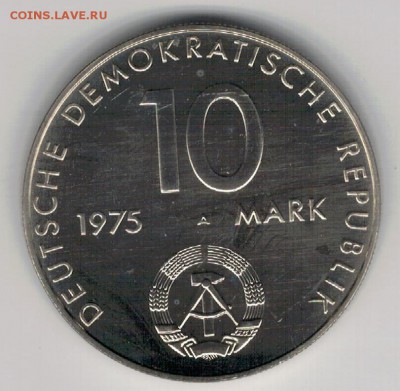 COINS.LAVE.RU
DEUTSCHE DEMOKRATISCHE REPUBLIK
10
1975 A MARK